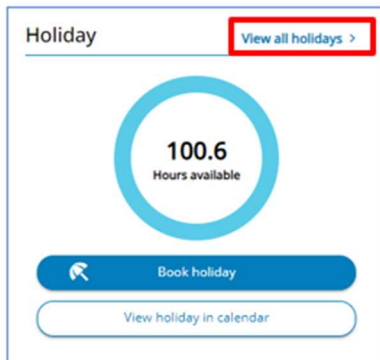 Holiday
View all holidays >
100.6
Hours available
Book holiday
View holiday in calendar